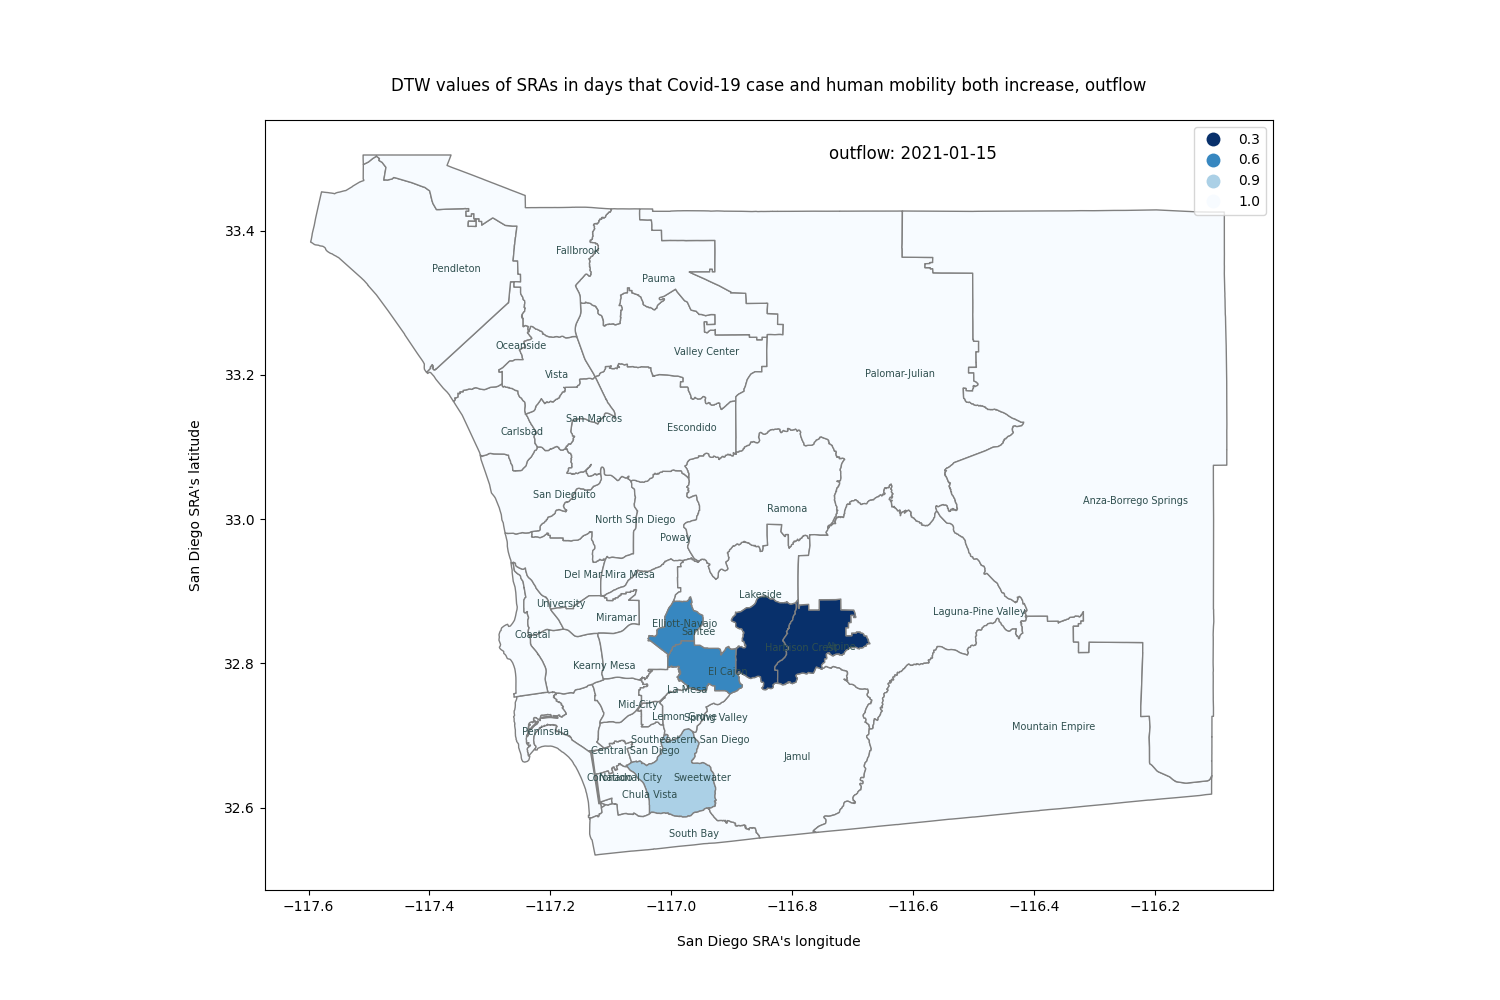 DTW values of SRAs in days that Covid-19 case and human mobility both increase, outflow
outflow: 2021-01-15
0.3
0.6
0.9
1.0
33.4
33.2
33.0
32.8
32.6
San Diego SRA's latitude
Fallbrook
Pendleton
Pauma
Oceanside
Valley Center
Vista
Palomar-Julian
San Marcos
Carlsbad
Escondido
San Dieguito
Anza-Borrego Springs
Ramona
North San Diego
Poway
Del Mar-Mira Mesa
Lakeside
University
Laguna-Pine Valley
Miramar
Elliott-Navajo
Santee
Coastal
Harbison Crest
Kearny Mesa
El Cajon
La Mesa
Mid-City
Lemon Grove
Spring Valley
Mountain Empire
Peninsula
Southeastern San Diego
Central San Diego
Jamul
Coronado
National City
Sweetwater
Chula Vista
South Bay
−117.6
−117.4
−117.2
−117.0
−116.8
−116.6
−116.4
−116.2
San Diego SRA's longitude